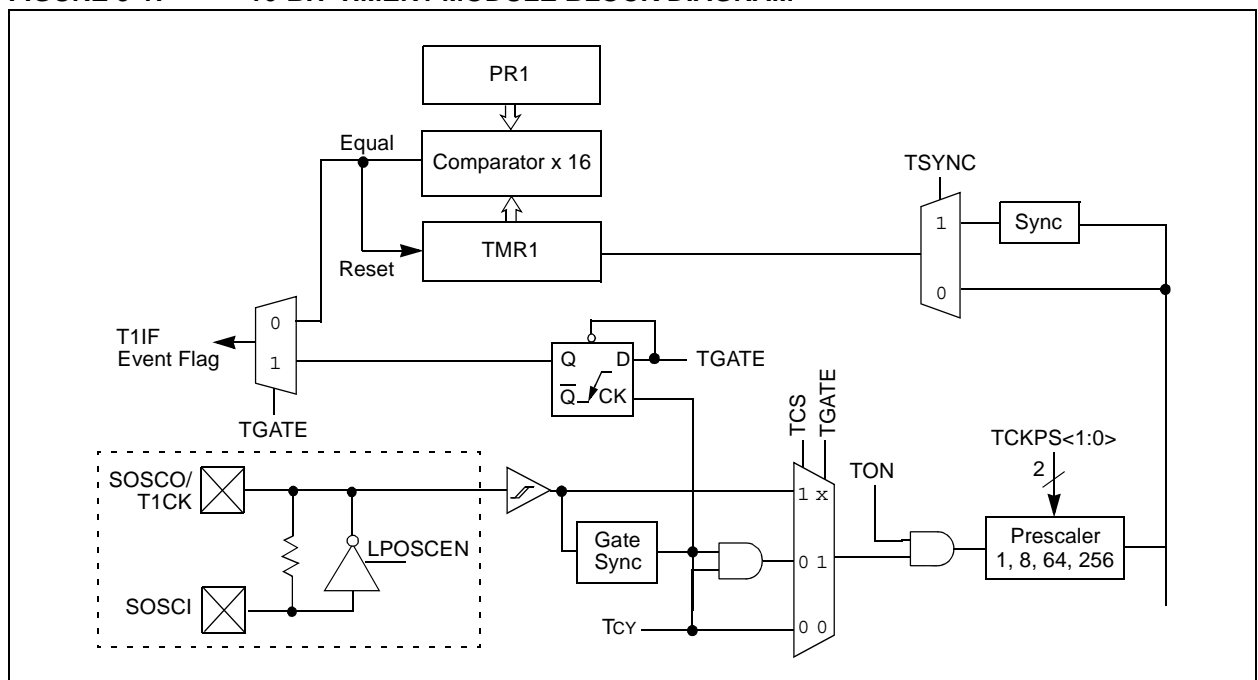 PR1
Equal
Comparator x 16
TSYNC
1
Sync
TMR1
Reset
0
0
T1IF
Event Flag
1
Q
D
TGATE
Q
CK
TGATE
TCS
TGATE
TCKPS<1:0>
2
SOSCO/
T1CK
TON
1 x
LPOSCEN
Gate
Sync
0 1
Prescaler
1, 8, 64, 256
SOSCI
TCY
0 0